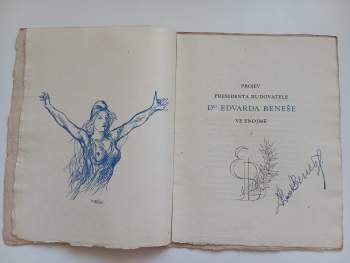 PROJEV
PRESIDENTA BUDOVATELE
DRA EDVARDA BENEŠE
VE ZNOJMĚ